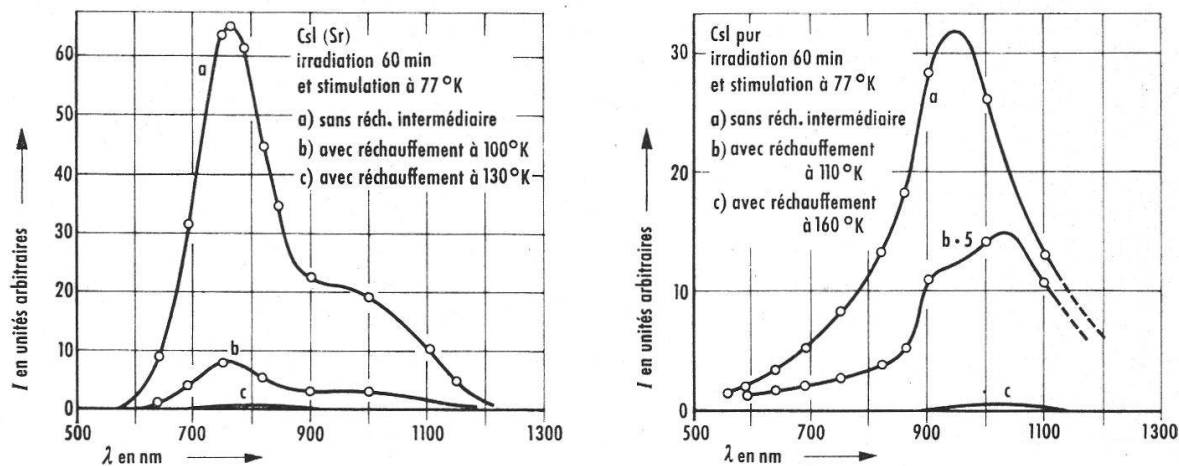 60
50
40
30
20
10
0
I en unités arbitraires
CsI (Sr)
irradiation 60 min
et stimulation à 77 °K
a) sans réch. intermédiaire
b) avec réchauffement à 100°K
c) avec réchauffement à 130°K
a
b
c
500
700
900
1100
1300
λ en nm
30
20
10
0
I en unités arbitraires
CsI pur
irradiation 60 min
et stimulation à 77 °K
a) sans réch. intermédiaire
b) avec réchauffement
à 110°K
c) avec réchauffement
à 160 °K
a
b • 5
c
500
700
900
1100
1300
λ en nm